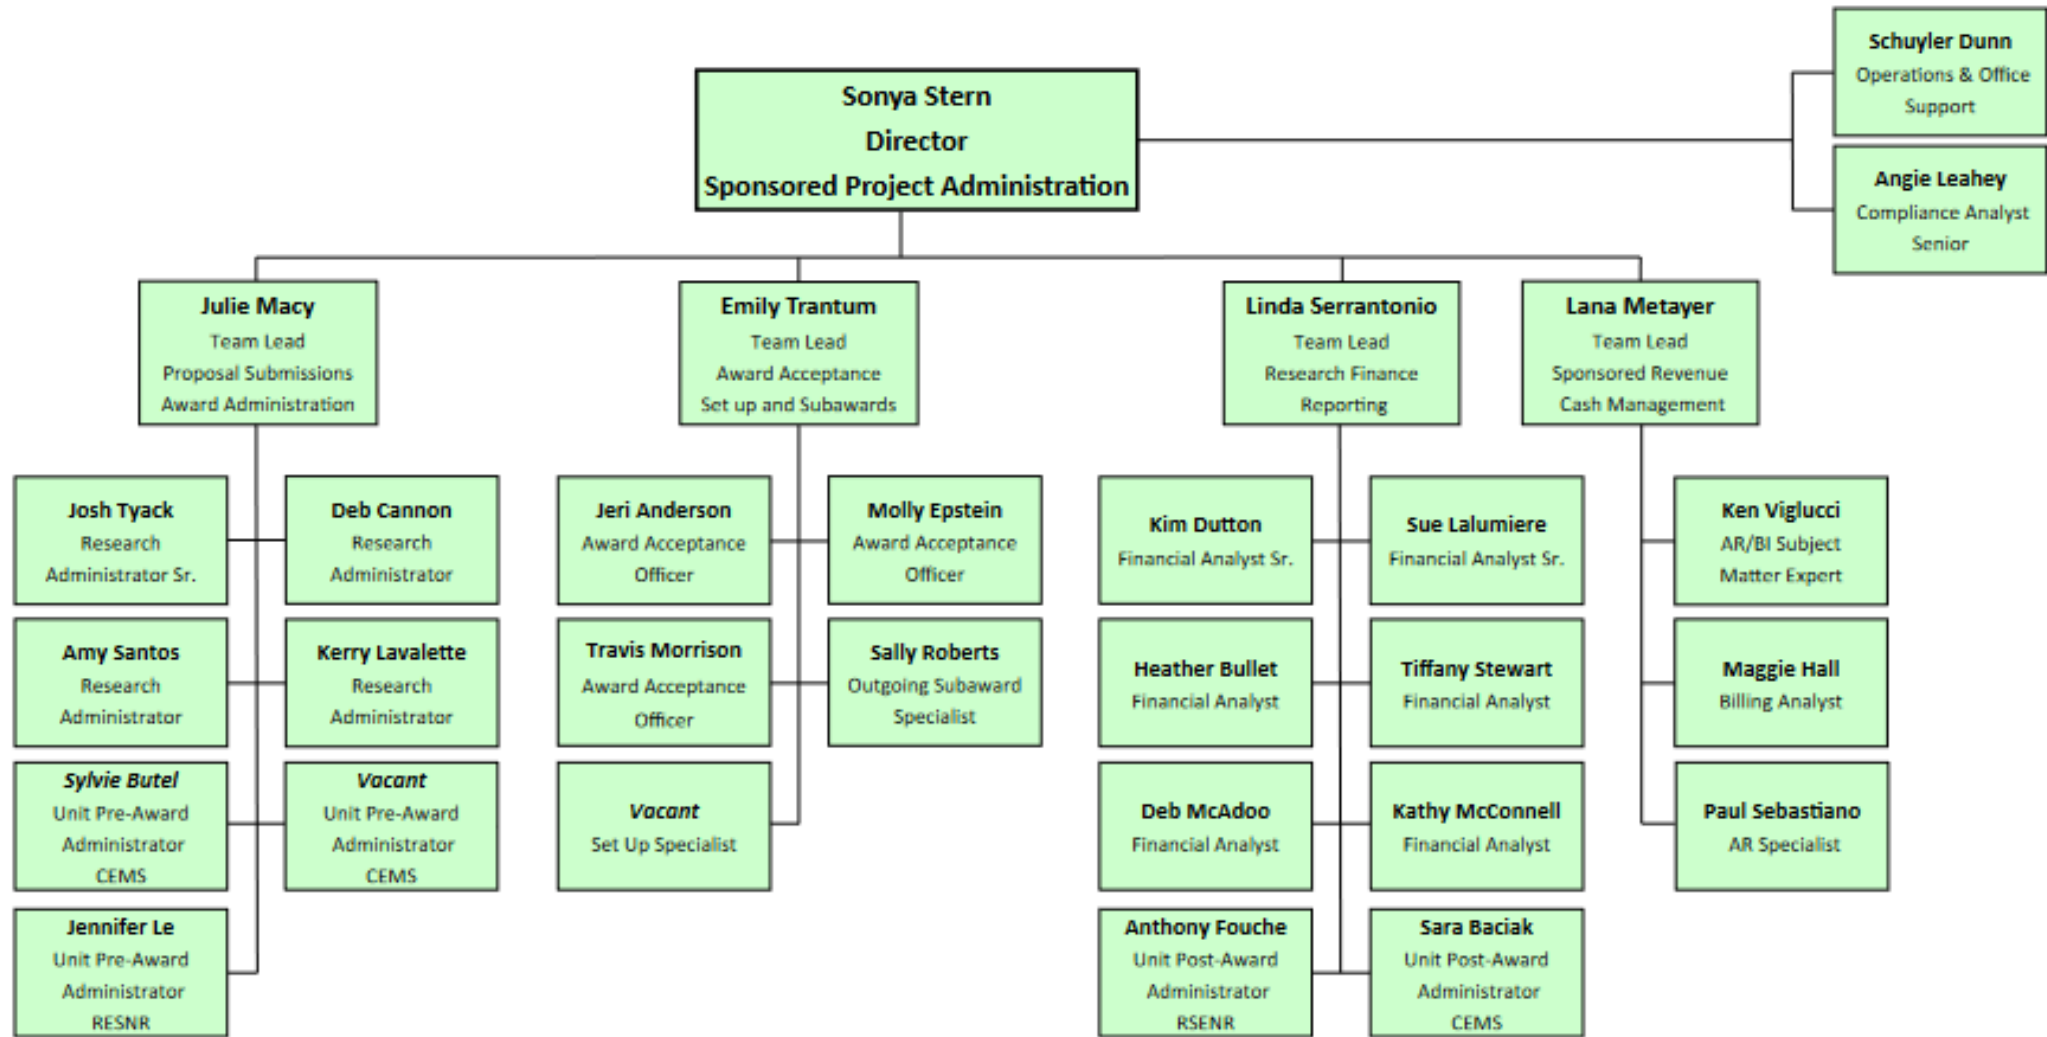 Schuyler Dunn
Operations & Office
Support
Sonya Stern
Director
Sponsored Project Administration
Angie Leahey
Compliance Analyst
Senior
Julie Macy
Team Lead
Proposal Submissions
Award Administration
Emily Trantum
Team Lead
Award Acceptance
Set up and Subawards
Linda Serrantonio
Team Lead
Research Finance
Reporting
Lana Metayer
Team Lead
Sponsored Revenue
Cash Management
Josh Tyack
Research
Administrator Sr.
Deb Cannon
Research
Administrator
Jeri Anderson
Award Acceptance
Officer
Molly Epstein
Award Acceptance
Officer
Kim Dutton
Financial Analyst Sr.
Sue Lalumiere
Financial Analyst Sr.
Ken Viglucci
AR/BI Subject
Matter Expert
Amy Santos
Research
Administrator
Kerry Lavalette
Research
Administrator
Travis Morrison
Award Acceptance
Officer
Sally Roberts
Outgoing Subaward
Specialist
Heather Bullet
Financial Analyst
Tiffany Stewart
Financial Analyst
Maggie Hall
Billing Analyst
Sylvie Butel
Unit Pre-Award
Administrator
CEMS
Vacant
Unit Pre-Award
Administrator
CEMS
Vacant
Set Up Specialist
Deb McAdoo
Financial Analyst
Kathy McConnell
Financial Analyst
Paul Sebastiano
AR Specialist
Jennifer Le
Unit Pre-Award
Administrator
RESNR
Anthony Fouche
Unit Post-Award
Administrator
RSENR
Sara Baciak
Unit Post-Award
Administrator
CEMS